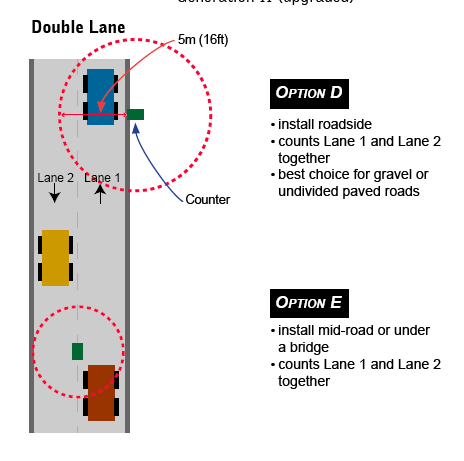 Double Lane
5m (16ft)
OPTION D
• install roadside
• counts Lane 1 and Lane 2
together
• best choice for gravel or
undivided paved roads
Lane 2 Lane 1
Counter
OPTION E
• install mid-road or under
a bridge
• counts Lane 1 and Lane 2
together